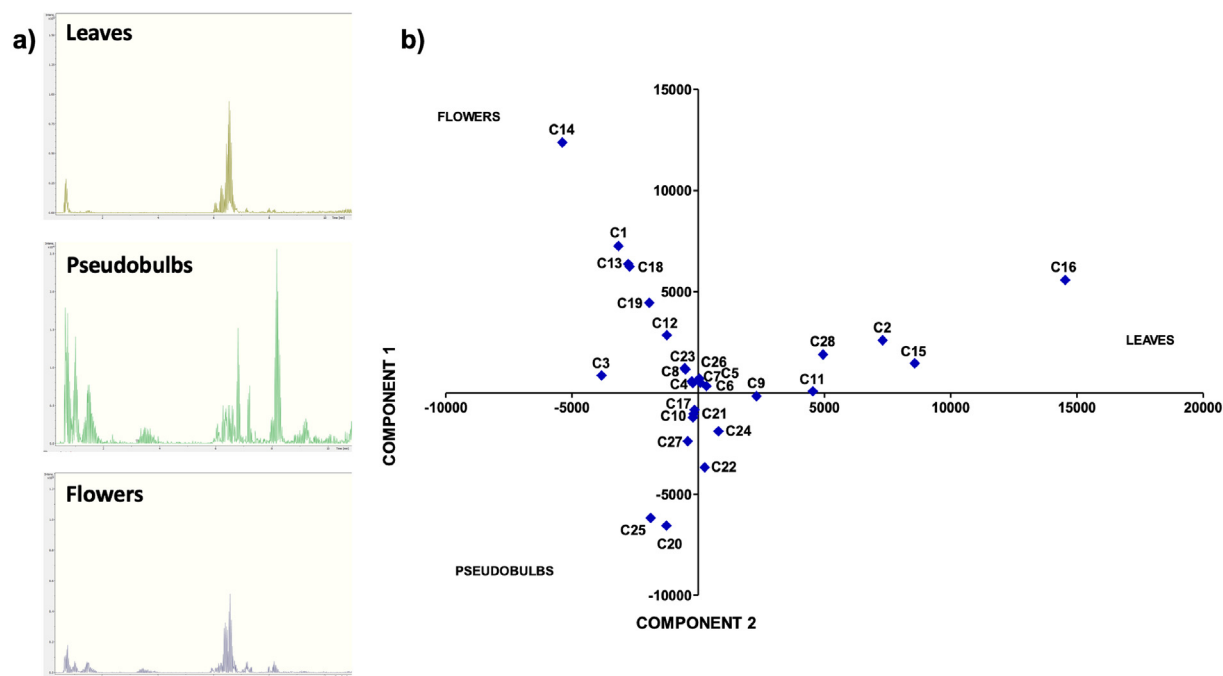 a)
Leaves
Pseudobulbs
Flowers
b)
FLOWERS
LEAVES
PSEUDOBULBS
COMPONENT 1
COMPONENT 2
15000
10000
5000
-5000
-10000
-10000
-5000
5000
10000
15000
20000
C14
C1
C13
C18
C19
C12
C3
C23
C8
C4
C26
C7
C5
C6
C9
C11
C28
C2
C15
C16
C17
C10
C21
C24
C27
C22
C25
C20